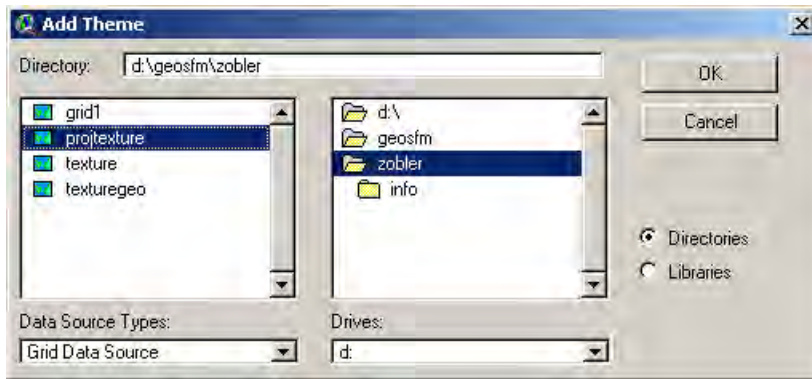 Add Theme
Directory: d:\geosfm\zobler
OK
Cancel
grid1
projtexture
texture
texturegeo
d:\
geosfm
zobler
info
Directories
Libraries
Data Source Types:
Grid Data Source
Drives:
d: